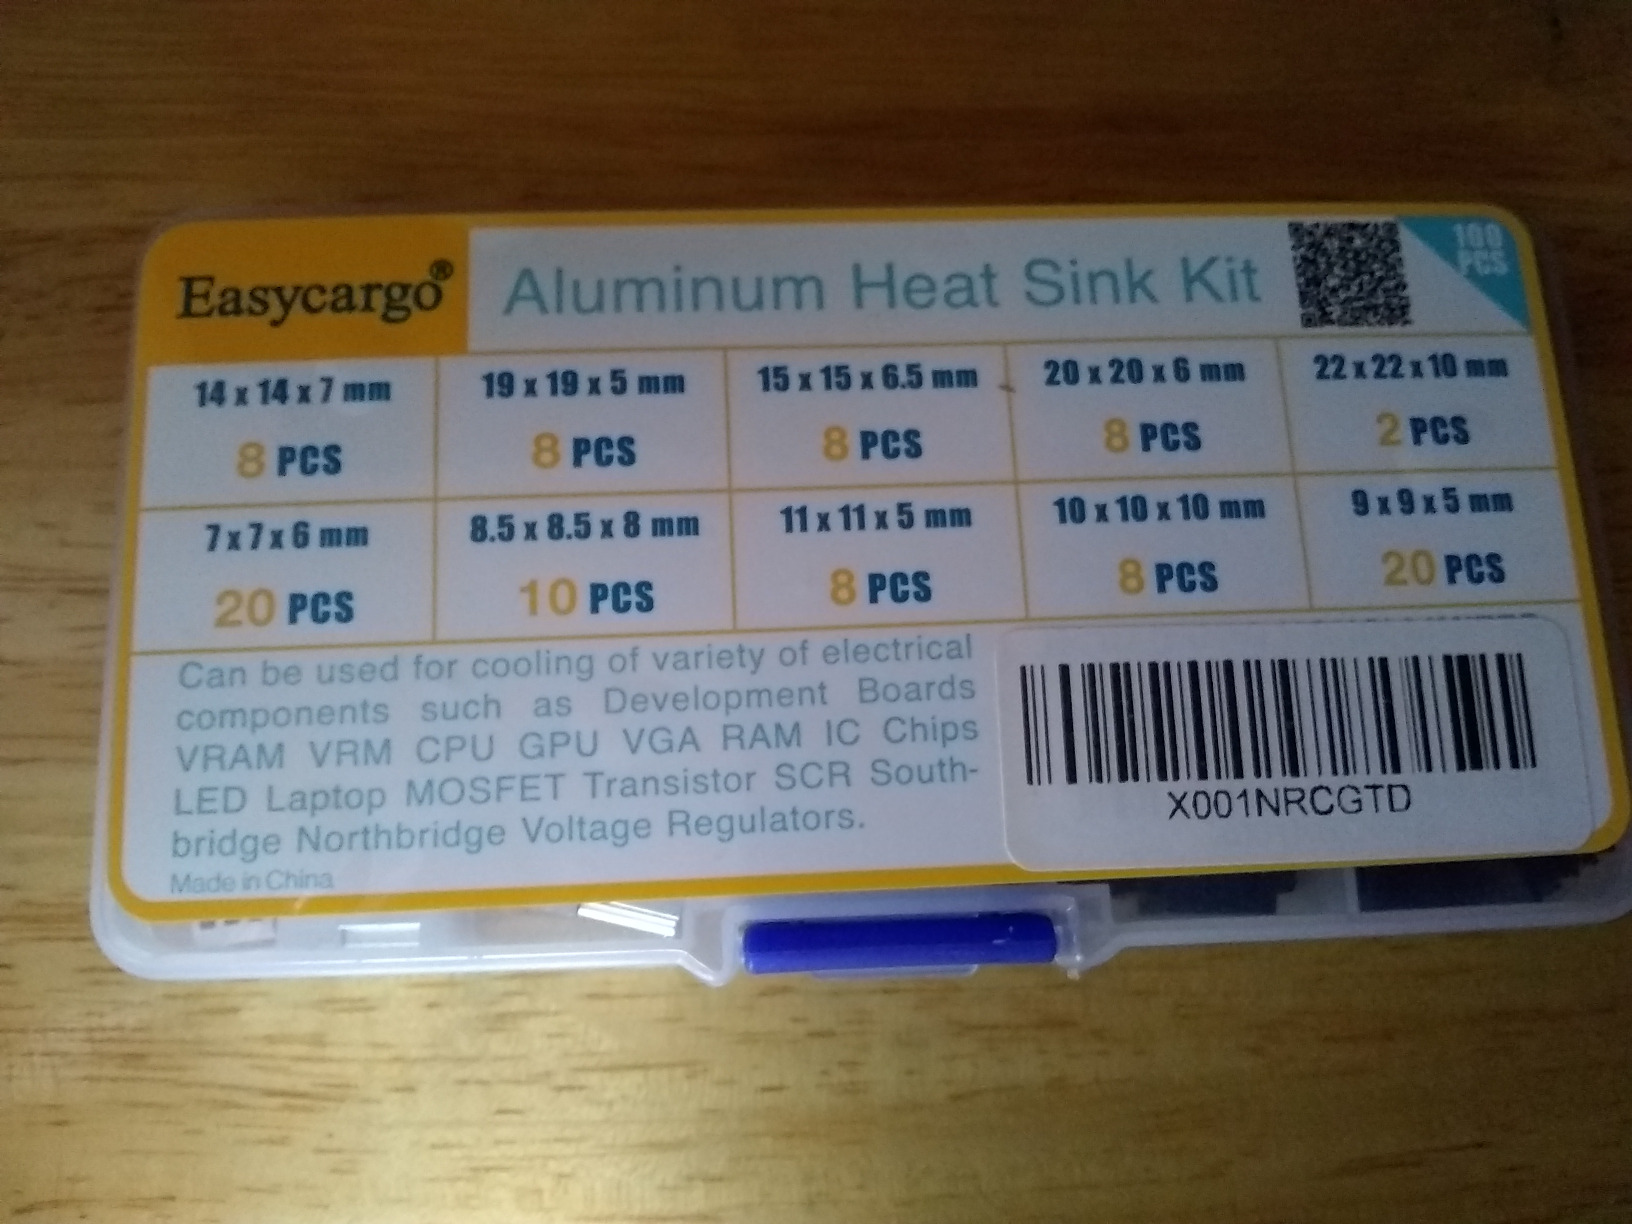 Easycargo®
Aluminum Heat Sink Kit
100
PCS
14 x 14 x 7 mm
8 PCS
19 x 19 x 5 mm
8 PCS
15 x 15 x 6.5 mm
8 PCS
20 x 20 x 6 mm
8 PCS
22 x 22 x 10 mm
2 PCS
7 x 7 x 6 mm
20 PCS
8.5 x 8.5 x 8 mm
10 PCS
11 x 11 x 5 mm
8 PCS
10 x 10 x 10 mm
8 PCS
9 x 9 x 5 mm
20 PCS
Can be used for cooling of variety of electrical
components such as Development Boards
VRAM VRM CPU GPU VGA RAM IC Chips
LED Laptop MOSFET Transistor SCR South-
bridge Northbridge Voltage Regulators.
Made in China
X001NRCGTD